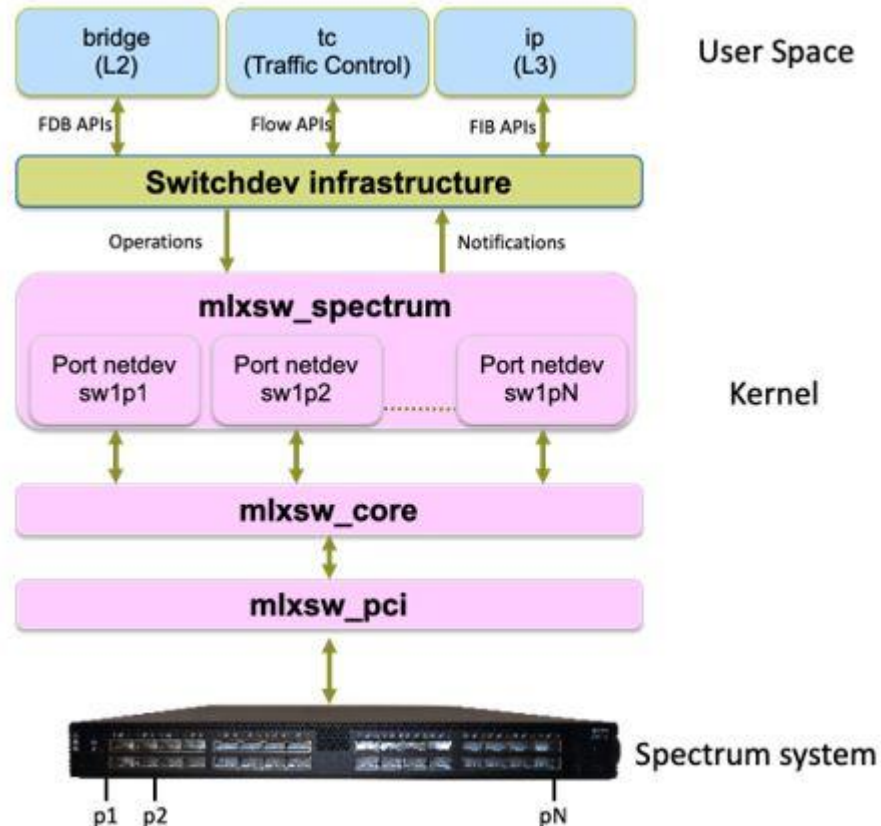 bridge
(L2)
tc
(Traffic Control)
ip
(L3)
User Space
FDB APIs
Flow APIs
FIB APIs
Switchdev infrastructure
Operations
Notifications
mlxsw_spectrum
Port netdev
sw1p1
Port netdev
sw1p2
Port netdev
sw1pN
Kernel
mlxsw_core
mlxsw_pci
Spectrum system
p1
p2
pN